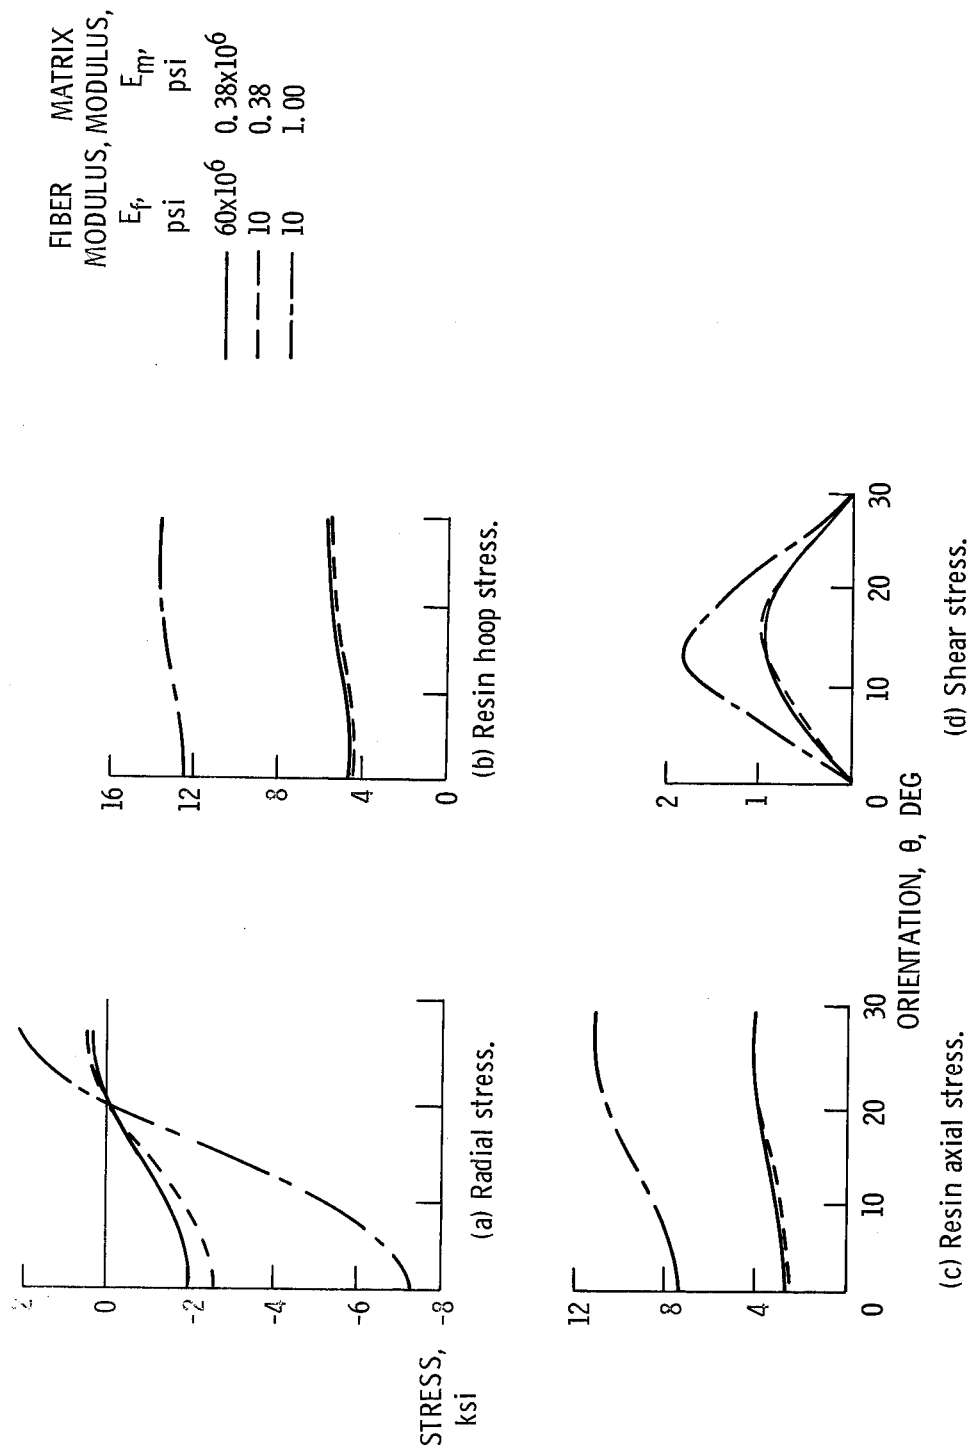 FIBER MATRIX
MODULUS, MODULUS,
E_f, E_m,
psi psi
60x10^6 0.38x10^6
10 0.38
10 1.00
STRESS,
ksi
2
0
-2
-4
-6
-8
(a) Radial stress.
16
12
8
4
0
(b) Resin hoop stress.
12
8
4
0 10 20 30
(c) Resin axial stress.
2
1
0 10 20 30
ORIENTATION, θ, DEG
(d) Shear stress.